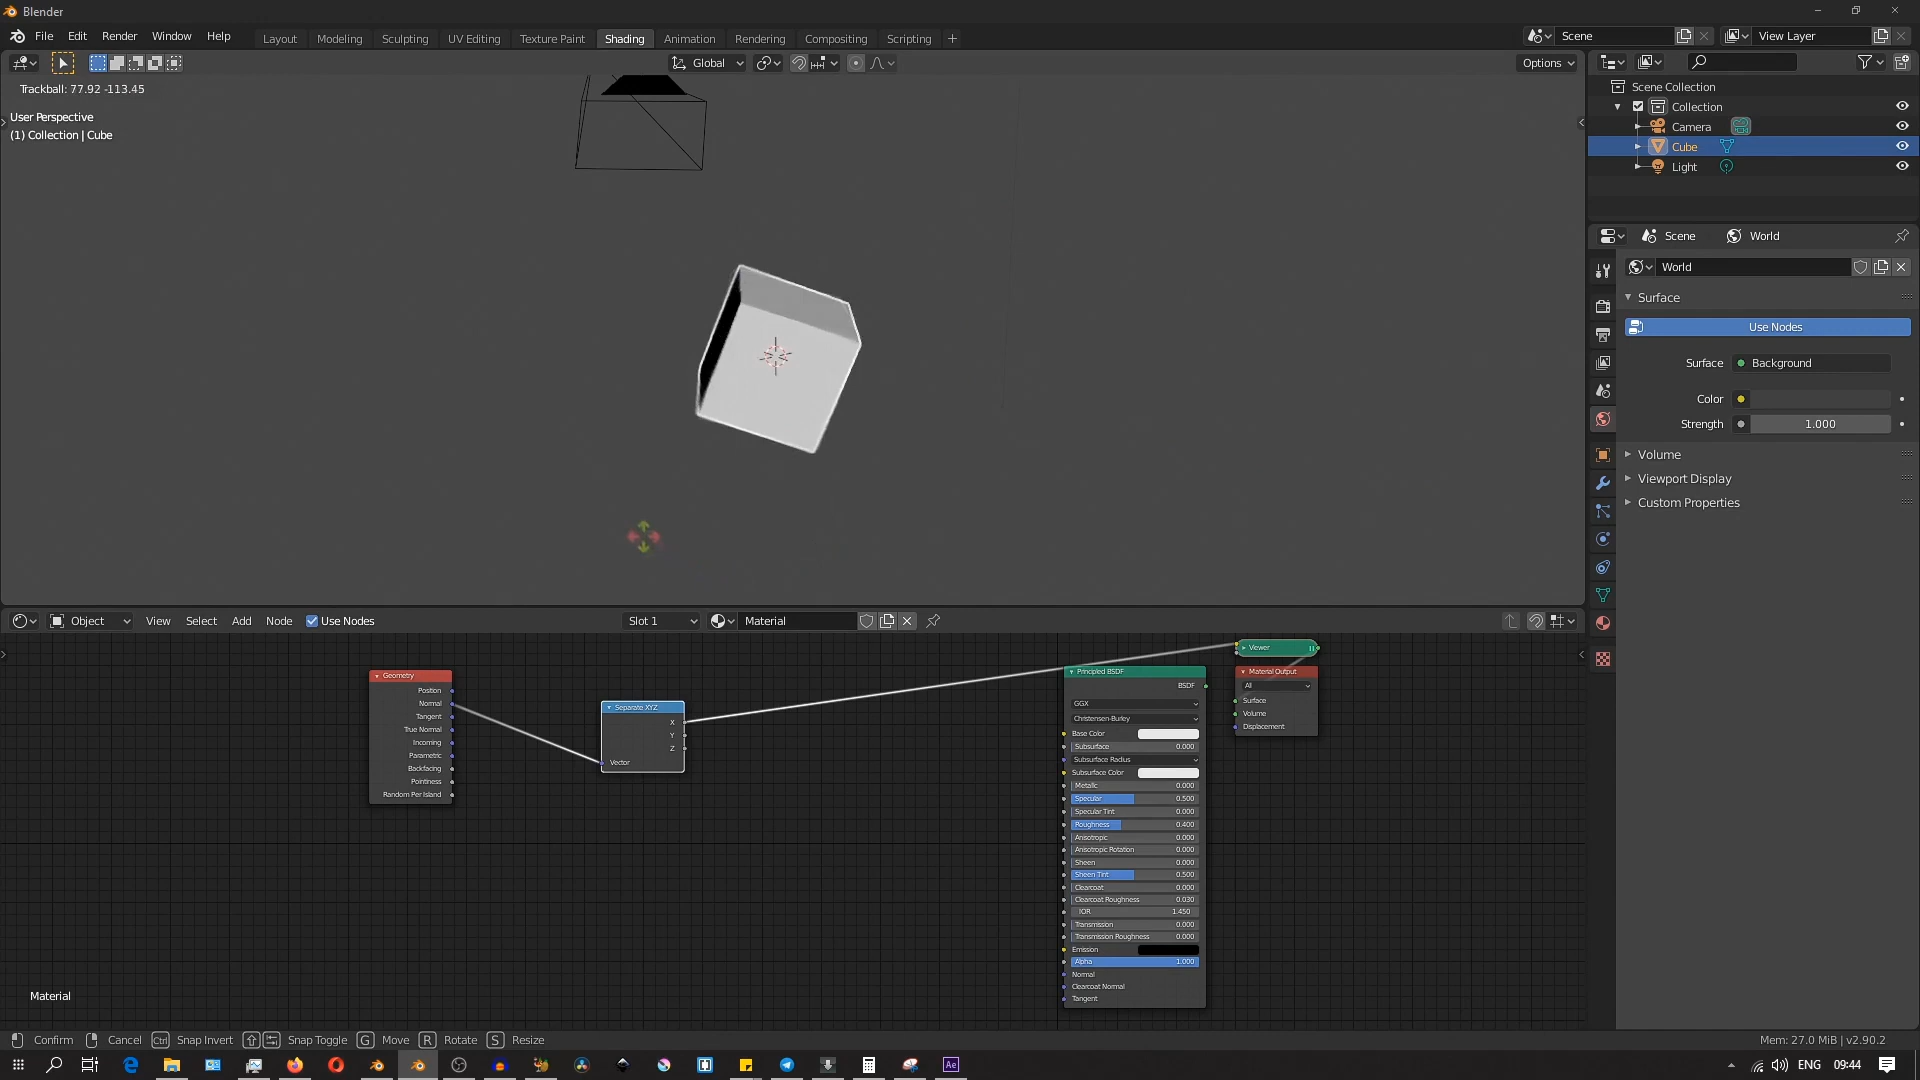 Blender
File Edit Render Window Help
Layout Modeling Sculpting UV Editing Texture Paint Shading Animation Rendering Compositing Scripting
Scene
View Layer
Global
Options
Trackball: 77.92 -113.45
User Perspective
(1) Collection | Cube
Scene Collection
Collection
Camera
Cube
Light
Scene World
World
Surface
Use Nodes
Surface Background
Color
Strength 1.000
Volume
Viewport Display
Custom Properties
Object View Select Add Node Use Nodes Slot 1 Material
Geometry
Position
Normal
Tangent
True Normal
Incoming
Parametric
Backfacing
Pointiness
Random Per Island
Separate XYZ
X
Y
Z
Vector
Principled BSDF
BSDF
GGX
Christensen-Burley
Base Color
Subsurface 0.000
Subsurface Radius
Subsurface Color
Metallic 0.000
Specular 0.500
Specular Tint 0.000
Roughness 0.400
Anisotropic 0.000
Anisotropic Rotation 0.000
Sheen 0.000
Sheen Tint 0.500
Clearcoat 0.000
Clearcoat Roughness 0.030
IOR 1.450
Transmission 0.000
Transmission Roughness 0.000
Emission
Alpha 1.000
Normal
Clearcoat Normal
Tangent
Viewer
Material Output
All
Surface
Volume
Displacement
Material
Confirm Cancel Ctrl Snap Invert Snap Toggle G Move R Rotate S Resize
Mem: 27.0 MiB | v2.90.2
Ae
ENG 09:44